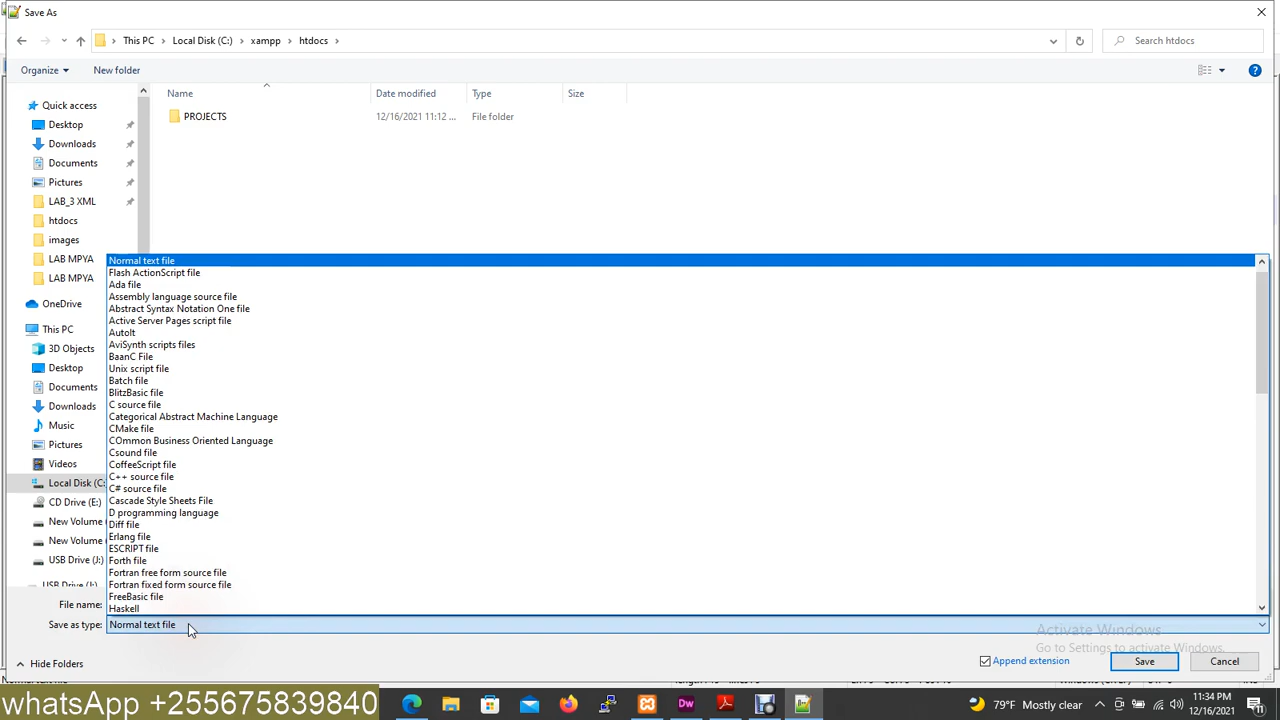 Save As
This PC
Local Disk (C:)
xampp
htdocs
Search htdocs
Organize
New folder
Name
Date modified
Type
Size
PROJECTS
12/16/2021 11:12 ...
File folder
Quick access
Desktop
Downloads
Documents
Pictures
LAB_3 XML
htdocs
images
LAB MPYA
LAB MPYA
OneDrive
This PC
3D Objects
Desktop
Documents
Downloads
Music
Pictures
Videos
Local Disk (C:
CD Drive (E:)
New Volume (
New Volume (
USB Drive (J:)
USB Drive (J:)
Normal text file
Flash ActionScript file
Ada file
Assembly language source file
Abstract Syntax Notation One file
Active Server Pages script file
AutoIt
AviSynth scripts files
BaanC File
Unix script file
Batch file
BlitzBasic file
C source file
Categorical Abstract Machine Language
CMake file
COmmon Business Oriented Language
Csound file
CoffeeScript file
C++ source file
C# source file
Cascade Style Sheets File
D programming language
Diff file
Erlang file
ESCRIPT file
Forth file
Fortran free form source file
Fortran fixed form source file
FreeBasic file
Haskell
File name:
Save as type:
Normal text file
Activate Windows
Go to Settings to activate Windows.
Hide Folders
Append extension
Save
Cancel
whatsApp +255675839840
79°F Mostly clear
11:34 PM
12/16/2021